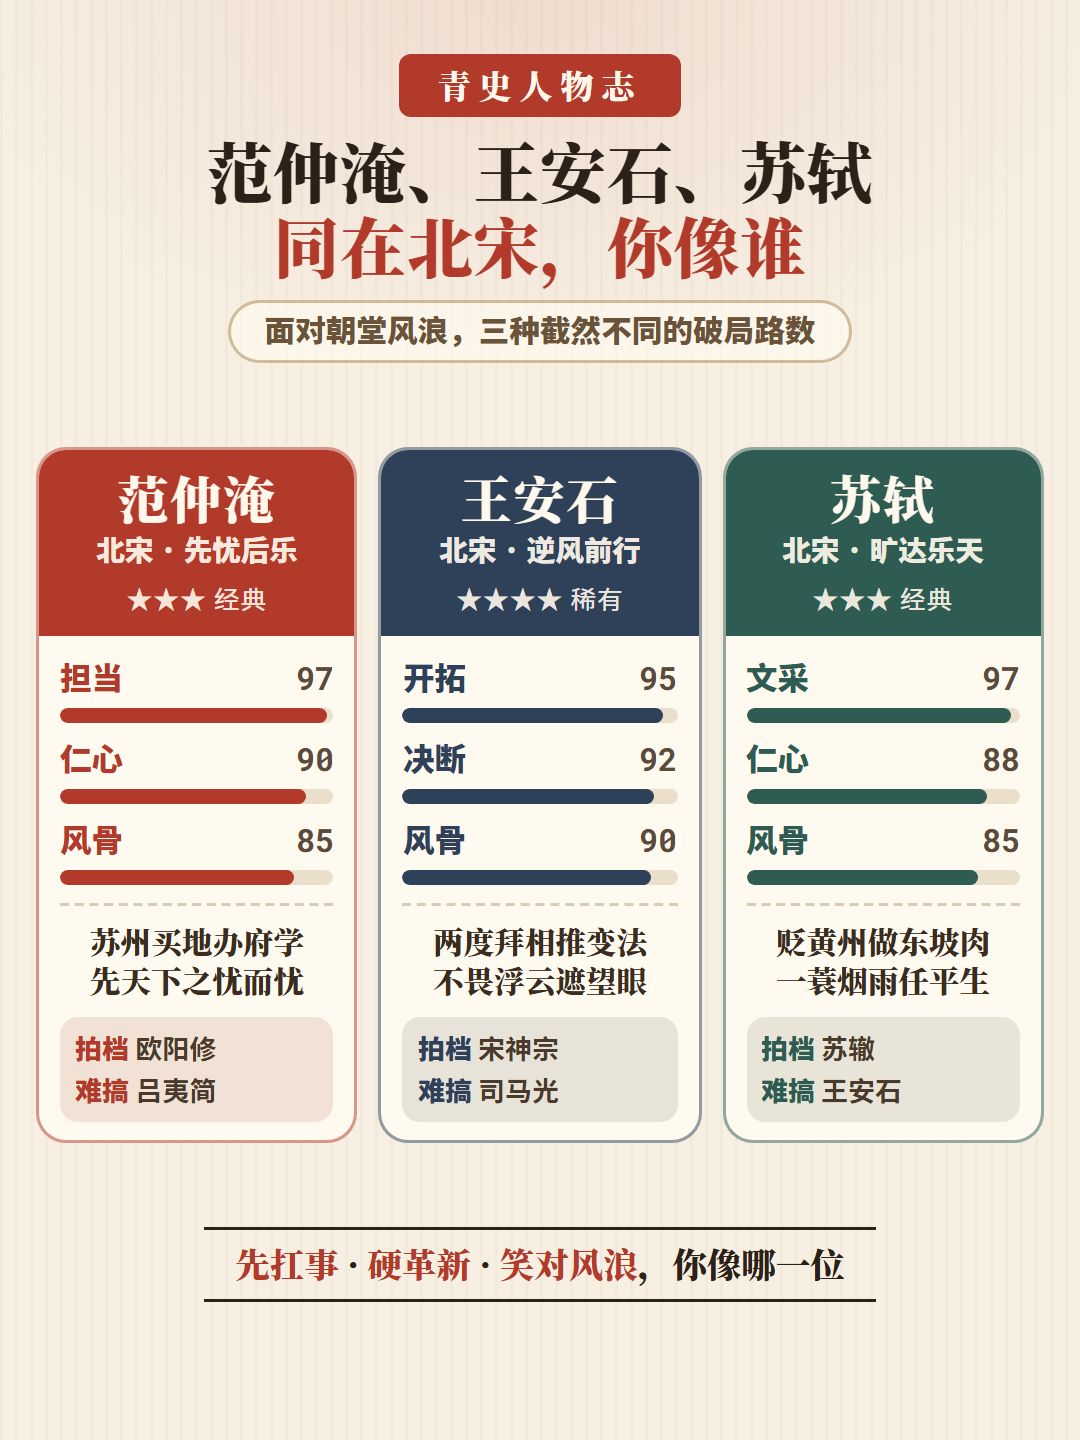 青史人物志
范仲淹、王安石、苏轼
同在北宋，你像谁
面对朝堂风浪，三种截然不同的破局路数
范仲淹
北宋 · 先忧后乐
★★★ 经典
担当 97
仁心 90
风骨 85
苏州买地办府学
先天下之忧而忧
拍档 欧阳修
难搞 吕夷简
王安石
北宋 · 逆风前行
★★★★ 稀有
开拓 95
决断 92
风骨 90
两度拜相推变法
不畏浮云遮望眼
拍档 宋神宗
难搞 司马光
苏轼
北宋 · 旷达乐天
★★★ 经典
文采 97
仁心 88
风骨 85
贬黄州做东坡肉
一蓑烟雨任平生
拍档 苏辙
难搞 王安石
先扛事 · 硬革新 · 笑对风浪，你像哪一位